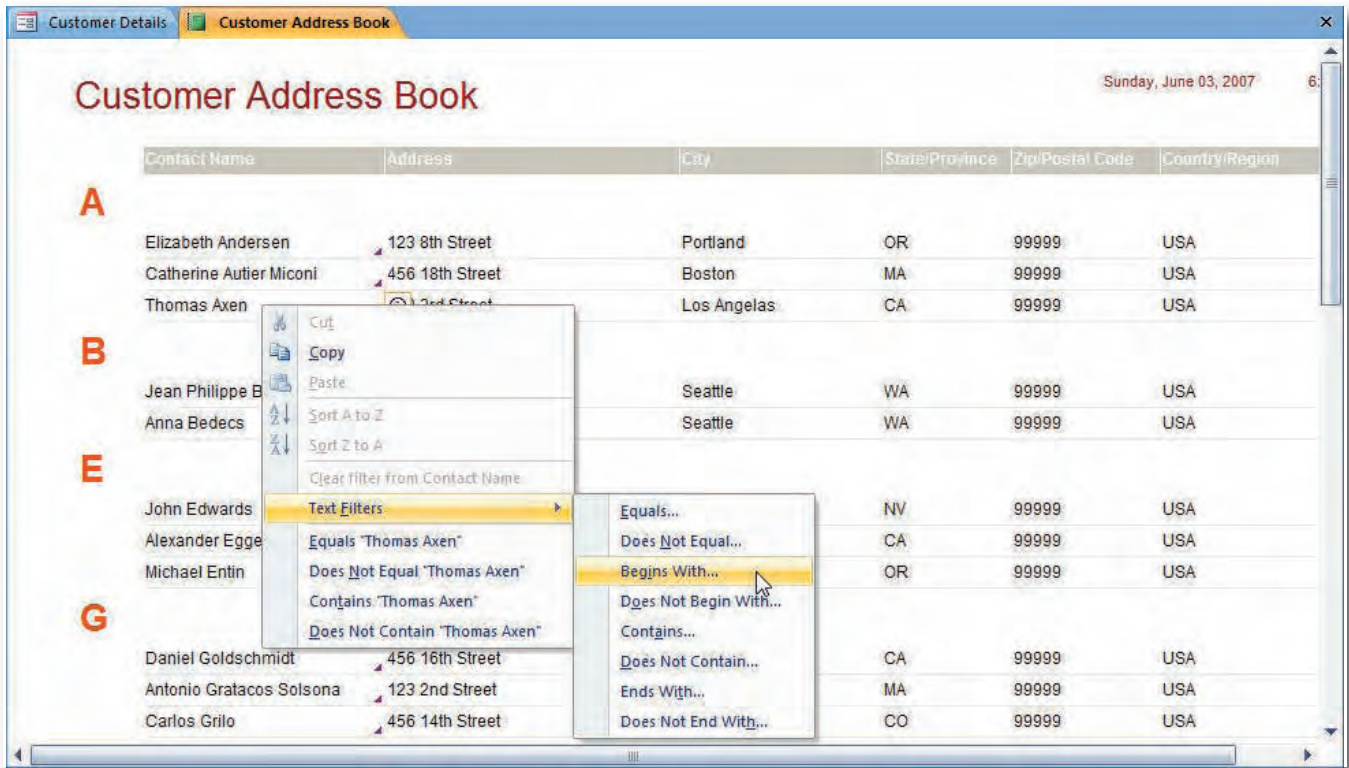 Customer Details Customer Address Book
Customer Address Book
Sunday, June 03, 2007 6:
Contact Name Address City State/Province Zip/Postal Code Country/Region
A
Elizabeth Andersen 123 8th Street Portland OR 99999 USA
Catherine Autier Miconi 456 18th Street Boston MA 99999 USA
Thomas Axen 3rd Street Los Angelas CA 99999 USA
B
Jean Philippe B Seattle WA 99999 USA
Anna Bedecs Seattle WA 99999 USA
E
John Edwards NV 99999 USA
Alexander Egge CA 99999 USA
Michael Entin OR 99999 USA
G
Daniel Goldschmidt 456 16th Street CA 99999 USA
Antonio Gratacos Solsona 123 2nd Street MA 99999 USA
Carlos Grilo 456 14th Street CO 99999 USA
Cut
Copy
Paste
Sort A to Z
Sort Z to A
Clear filter from Contact Name
Text Filters
Equals "Thomas Axen"
Does Not Equal "Thomas Axen"
Contains "Thomas Axen"
Does Not Contain "Thomas Axen"
Equals...
Does Not Equal...
Begins With...
Does Not Begin With...
Contains...
Does Not Contain...
Ends With...
Does Not End With...